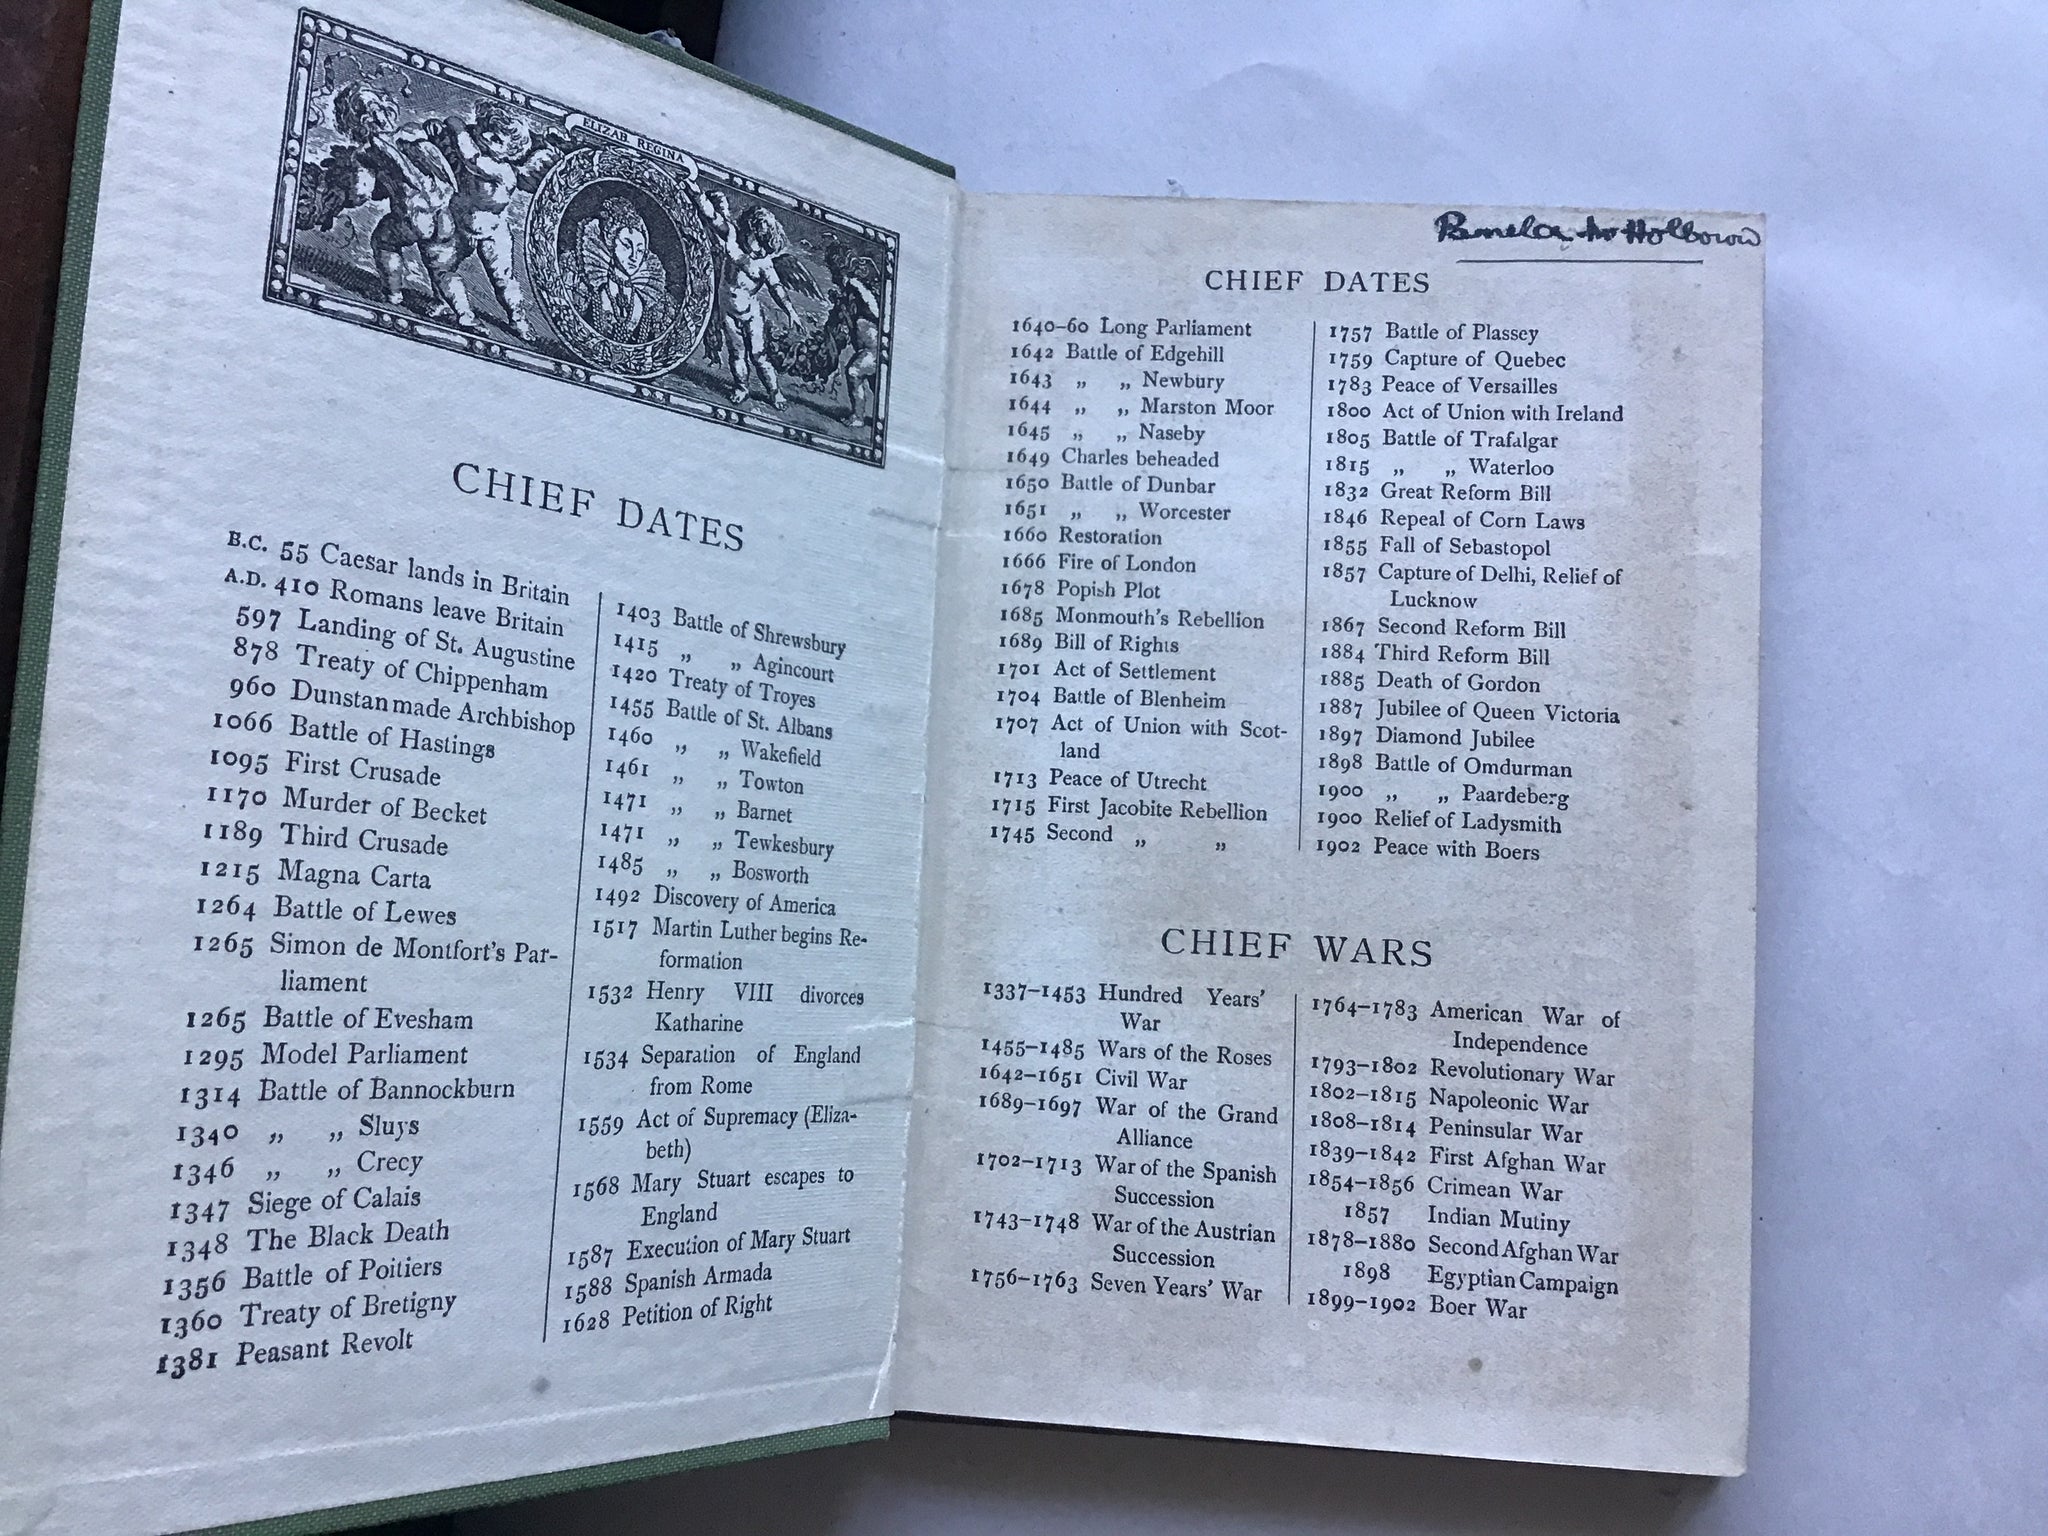 ELIZAB REGINA
CHIEF DATES
B.C. 55 Caesar lands in Britain
A.D. 410 Romans leave Britain
597 Landing of St. Augustine
878 Treaty of Chippenham
960 Dunstan made Archbishop
1066 Battle of Hastings
1095 First Crusade
1170 Murder of Becket
1189 Third Crusade
1215 Magna Carta
1264 Battle of Lewes
1265 Simon de Montfort's Par-
liament
1265 Battle of Evesham
1295 Model Parliament
1314 Battle of Bannockburn
1340 „ „ Sluys
1346 „ „ Crecy
1347 Siege of Calais
1348 The Black Death
1356 Battle of Poitiers
1360 Treaty of Bretigny
1381 Peasant Revolt
1403 Battle of Shrewsbury
1415 „ „ Agincourt
1420 Treaty of Troyes
1455 Battle of St. Albans
1460 „ „ Wakefield
1461 „ „ Towton
1471 „ „ Barnet
1471 „ „ Tewkesbury
1485 „ „ Bosworth
1492 Discovery of America
1517 Martin Luther begins Re-
formation
1532 Henry VIII divorces
Katharine
1534 Separation of England
from Rome
1559 Act of Supremacy (Eliza-
beth)
1568 Mary Stuart escapes to
England
1587 Execution of Mary Stuart
1588 Spanish Armada
1628 Petition of Right
Pamela Holborow
CHIEF DATES
1640–60 Long Parliament
1642 Battle of Edgehill
1643 „ „ Newbury
1644 „ „ Marston Moor
1645 „ „ Naseby
1649 Charles beheaded
1650 Battle of Dunbar
1651 „ „ Worcester
1660 Restoration
1666 Fire of London
1678 Popish Plot
1685 Monmouth's Rebellion
1689 Bill of Rights
1701 Act of Settlement
1704 Battle of Blenheim
1707 Act of Union with Scot-
land
1713 Peace of Utrecht
1715 First Jacobite Rebellion
1745 Second „ „
1757 Battle of Plassey
1759 Capture of Quebec
1783 Peace of Versailles
1800 Act of Union with Ireland
1805 Battle of Trafalgar
1815 „ „ Waterloo
1832 Great Reform Bill
1846 Repeal of Corn Laws
1855 Fall of Sebastopol
1857 Capture of Delhi, Relief of
Lucknow
1867 Second Reform Bill
1884 Third Reform Bill
1885 Death of Gordon
1887 Jubilee of Queen Victoria
1897 Diamond Jubilee
1898 Battle of Omdurman
1900 „ „ Paardeberg
1900 Relief of Ladysmith
1902 Peace with Boers
CHIEF WARS
1337–1453 Hundred Years'
War
1455–1485 Wars of the Roses
1642–1651 Civil War
1689–1697 War of the Grand
Alliance
1702–1713 War of the Spanish
Succession
1743–1748 War of the Austrian
Succession
1756–1763 Seven Years' War
1764–1783 American War of
Independence
1793–1802 Revolutionary War
1802–1815 Napoleonic War
1808–1814 Peninsular War
1839–1842 First Afghan War
1854–1856 Crimean War
1857 Indian Mutiny
1878–1880 Second Afghan War
1898 Egyptian Campaign
1899–1902 Boer War